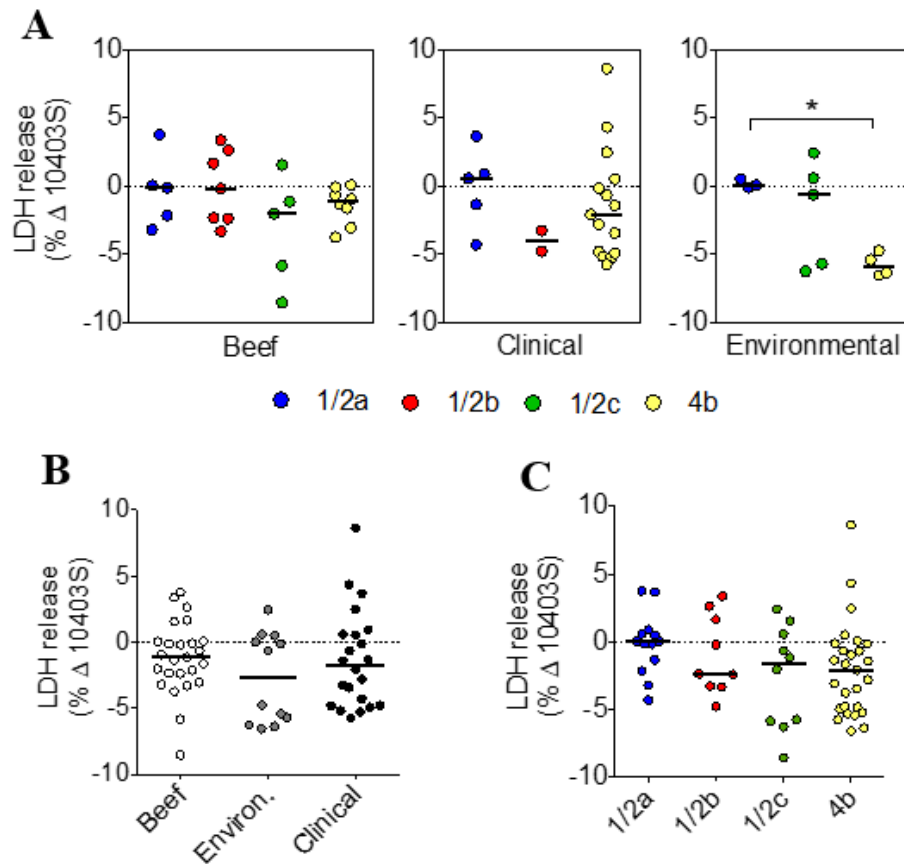 A
LDH release
(% Δ 10403S)
10
5
0
-5
-10
Beef
10
5
0
-5
-10
Clinical
10
5
0
-5
-10
*
Environmental
1/2a 1/2b 1/2c 4b
B
LDH release
(% Δ 10403S)
10
5
0
-5
-10
Beef
Environ.
Clinical
C
LDH release
(% Δ 10403S)
10
5
0
-5
-10
1/2a
1/2b
1/2c
4b